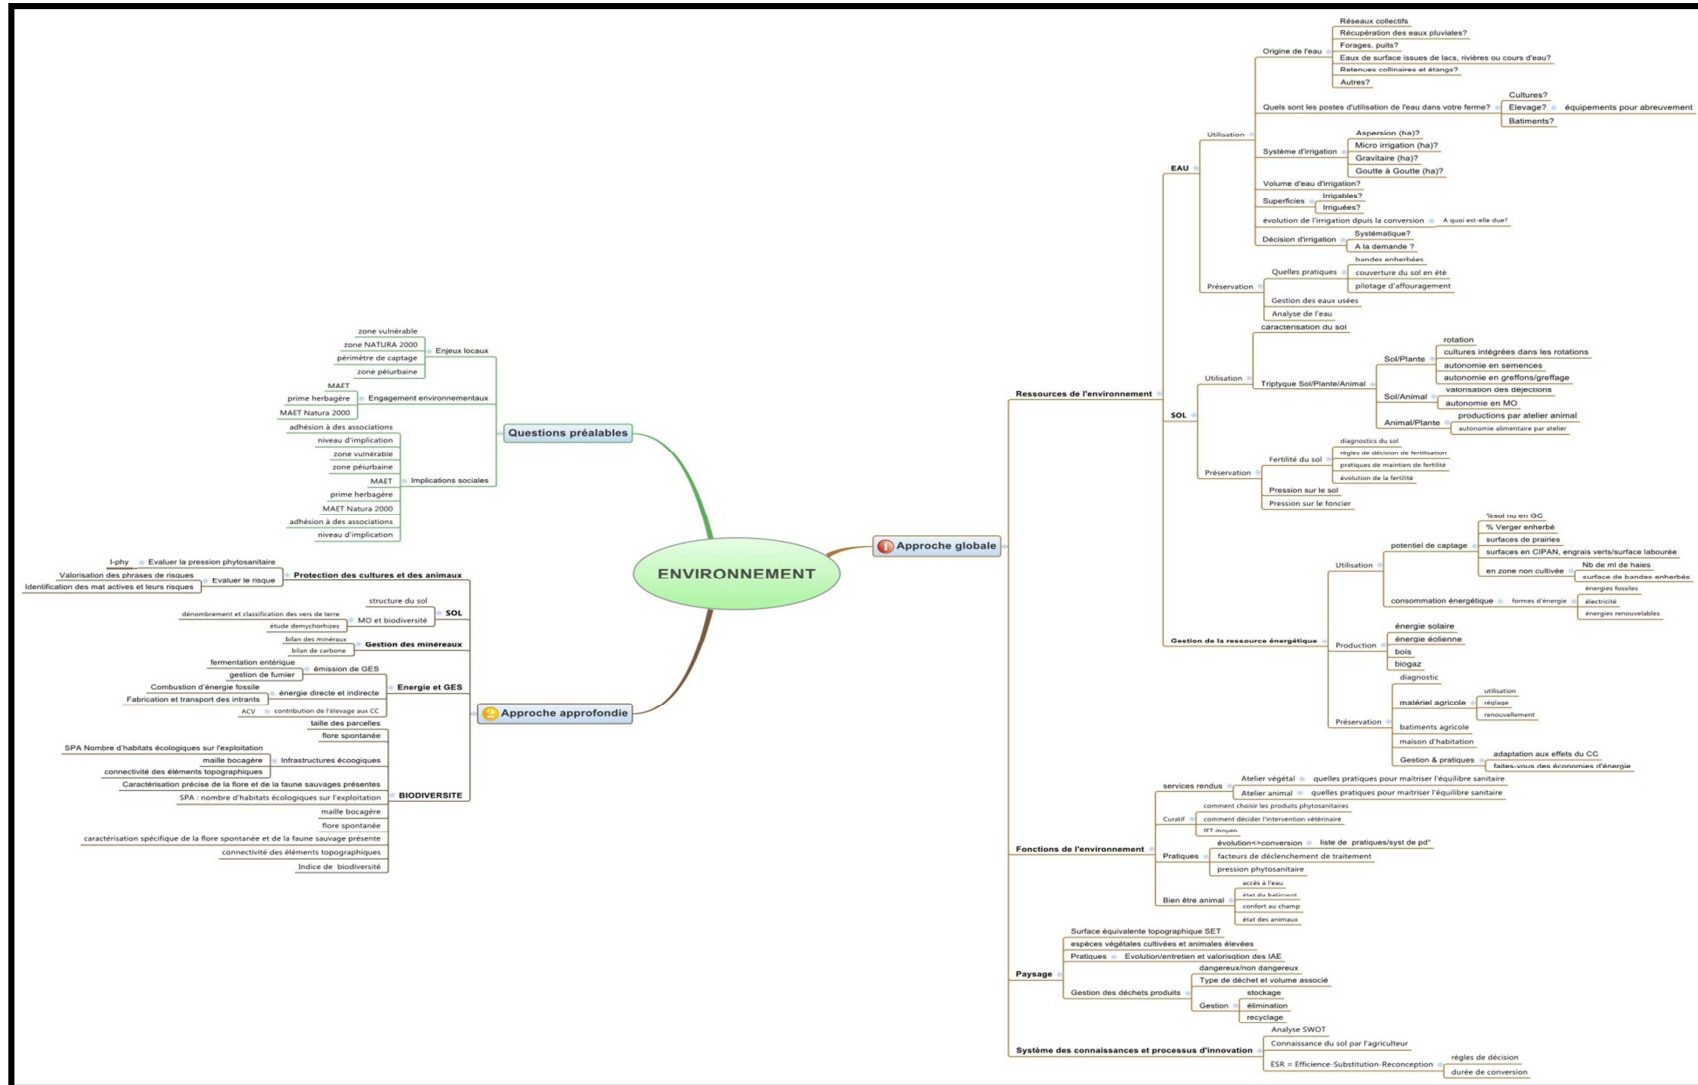 ENVIRONNEMENT
Questions préalables
Enjeux locaux
zone vulnérable
zone NATURA 2000
périmètre de captage
zone péiurbaine
Engagement environnementaux
MAET
prime herbagère
MAET Natura 2000
Implications sociales
adhésion à des associations
niveau d'implication
zone vulnérable
zone péiurbaine
MAET
prime herbagère
MAET Natura 2000
adhésion à des associations
niveau d'implication
1 Approche globale
Ressources de l'environnement
EAU
Utilisation
Origine de l'eau
Réseaux collectifs
Récupération des eaux pluviales?
Forages, puits?
Eaux de surface issues de lacs, rivières ou cours d'eau?
Retenues collinaires et étangs?
Autres?
Quels sont les postes d'utilisation de l'eau dans votre ferme?
Cultures?
Elevage?
équipements pour abreuvement
Batiments?
Système d'irrigation
Aspersion (ha)?
Micro irrigation (ha)?
Gravitaire (ha)?
Goutte à Goutte (ha)?
Volume d'eau d'irrigation?
Superficies
Irrigables?
Irriguées?
évolution de l'irrigation dpuis la conversion
A quoi est-elle due?
Décision d'irrigation
Systématique?
A la demande ?
Préservation
Quelles pratiques
bandes enherbées
couverture du sol en été
pilotage d'affouragement
Gestion des eaux usées
Analyse de l'eau
SOL
Utilisation
caractérisation du sol
Triptyque Sol/Plante/Animal
Sol/Plante
rotation
cultures intégrées dans les rotations
autonomie en semences
autonomie en greffons/greffage
Sol/Animal
valorisation des déjections
autonomie en MO
Animal/Plante
productions par atelier animal
autonomie alimentaire par atelier
Préservation
Fertilité du sol
diagnostics du sol
règles de décision de fertilisation
pratiques de maintien de fertilité
évolution de la fertilité
Pression sur le sol
Pression sur le foncier
Gestion de la ressource énergétique
Utilisation
potentiel de captage
%sol nu en GC
% Verger enherbé
surfaces de prairies
surfaces en CIPAN, engrais verts/surface labourée
en zone non cultivée
Nb de ml de haies
surface de bandes enherbés
consommation énergétique
formes d'énergie
énergies fossiles
électricité
énergies renouvelables
Production
énergie solaire
énergie éolienne
bois
biogaz
Préservation
diagnostic
matériel agricole
utilisation
réglage
renouvellement
batiments agricole
maison d'habitation
Gestion & pratiques
adaptation aux effets du CC
faites-vous des économies d'énergie
Fonctions de l'environnement
services rendus
Atelier végétal
quelles pratiques pour maitriser l'équilibre sanitaire
Atelier animal
quelles pratiques pour maitriser l'équilibre sanitaire
Curatif
comment choisir les produits phytosanitaires
comment décider l'intervention vétérinaire
IFT moyen
Pratiques
évolution<>conversion
liste de pratiques/syst de pd°
facteurs de déclenchement de traitement
pression phytosanitaire
Bien être animal
accès à l'eau
état du batiment
confort au champ
état des animaux
Paysage
Surface équivalente topographique SET
espèces végétales cultivées et animales élevées
Pratiques
Evolution/entretien et valorisqtion des IAE
Gestion des déchets produits
dangereux/non dangereux
Type de déchet et volume associé
Gestion
stockage
élimination
recyclage
Système des connaissances et processus d'innovation
Analyse SWOT
Connaissance du sol par l'agriculteur
ESR = Efficience-Substitution-Reconception
règles de décision
durée de conversion
2 Approche approfondie
Protection des cultures et des animaux
Evaluer la pression phytosanitaire
I-phy
Evaluer le risque
Valorisation des phrases de risques
Identification des mat actives et leurs risques
SOL
structure du sol
MO et biodiversité
dénombrement et classification des vers de terre
étude demychorhizes
Gestion des minéreaux
bilan des minéraux
bilan de carbone
Energie et GES
émission de GES
fermentation entérique
gestion de fumier
énergie directe et indirecte
Combustion d'énergie fossile
Fabrication et transport des intrants
contribution de l'élevage aux CC
ACV
BIODIVERSITE
taille des parcelles
flore spontanée
Infrastructures écoogiques
SPA Nombre d'habitats écologiques sur l'exploitation
maille bocagère
connectivité des éléments topographiques
Caractérisation précise de la flore et de la faune sauvages présentes
SPA : nombre d'habitats écologiques sur l'exploitation
maille bocagère
flore spontanée
caractérisation spécifique de la flore spontanée et de la faune sauvage présente
connectivité des éléments topographiques
Indice de biodiversité